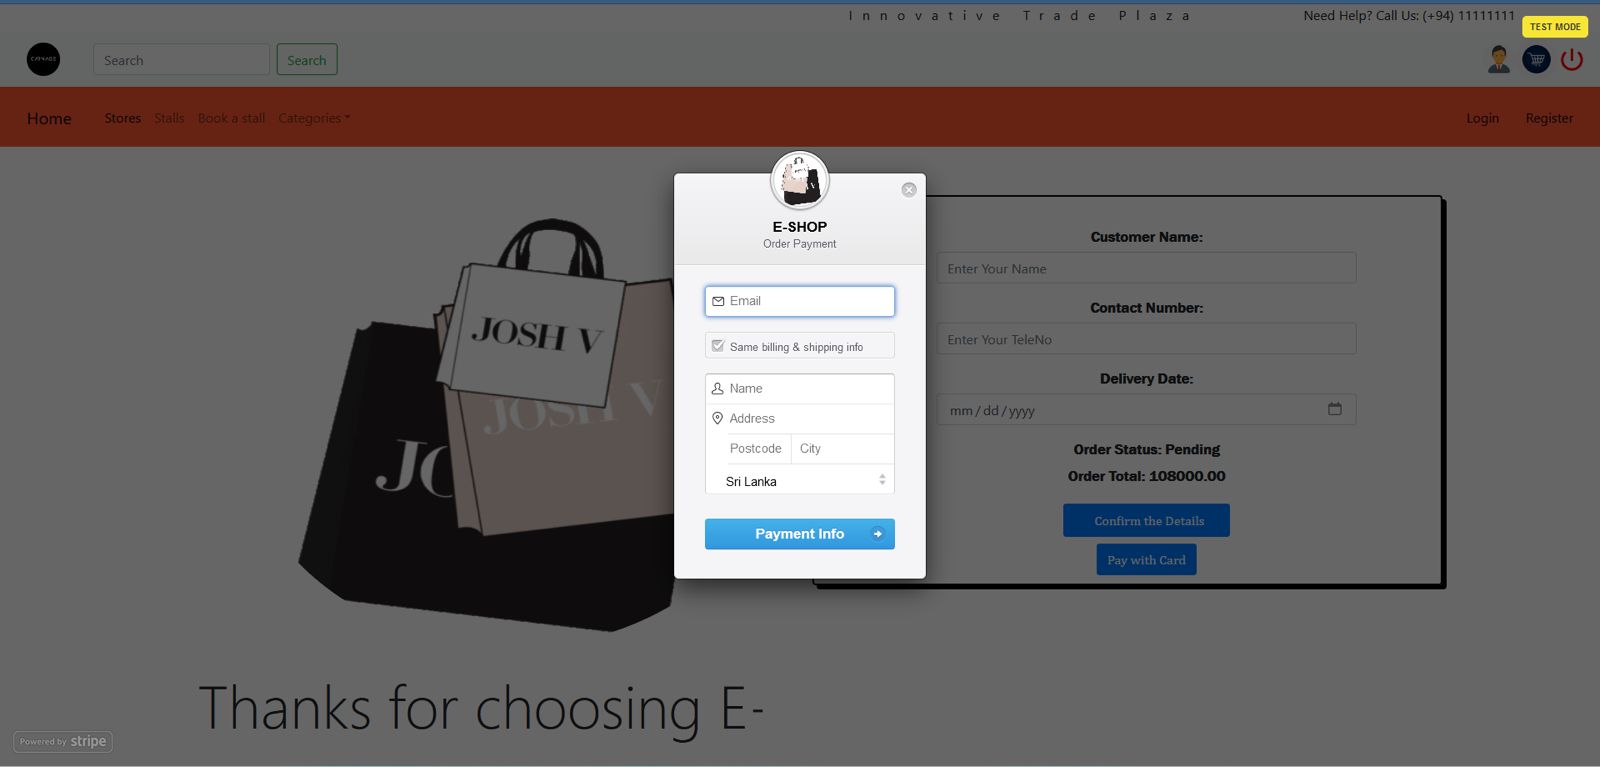 Innovative Trade Plaza
Need Help? Call Us: (+94) 11111111
TEST MODE
CARNAGE
Search
Search
Home
Stores
Stalls
Book a stall
Categories
Login
Register
E-SHOP
Order Payment
Email
Same billing & shipping info
Name
Address
Postcode
City
Sri Lanka
Payment Info
JOSH V
JOSH V
JO
Customer Name:
Enter Your Name
Contact Number:
Enter Your TeleNo
Delivery Date:
mm/dd/yyyy
Order Status: Pending
Order Total: 108000.00
Confirm the Details
Pay with Card
Thanks for choosing E-
Powered by stripe